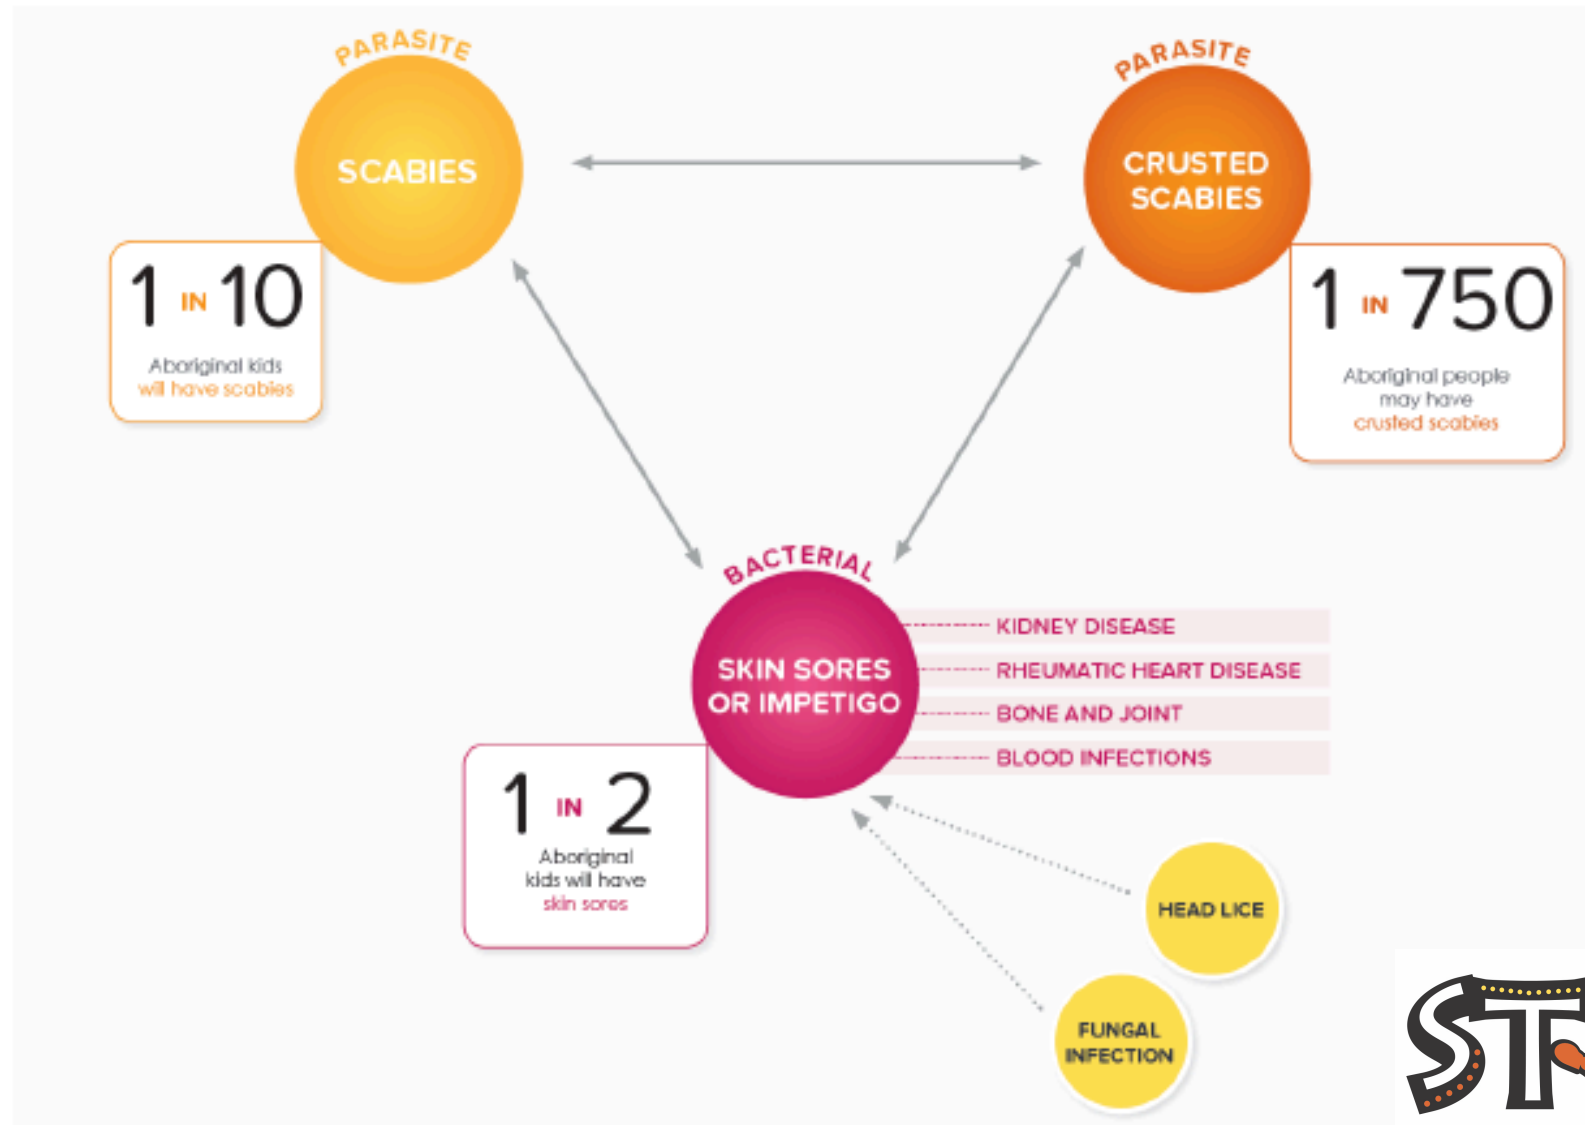 PARASITE
SCABIES
1 IN 10
Aboriginal kids
will have scabies
PARASITE
CRUSTED
SCABIES
1 IN 750
Aboriginal people
may have
crusted scabies
BACTERIAL
SKIN SORES
OR IMPETIGO
KIDNEY DISEASE
RHEUMATIC HEART DISEASE
BONE AND JOINT
BLOOD INFECTIONS
1 IN 2
Aboriginal
kids will have
skin sores
HEAD LICE
FUNGAL
INFECTION
ST